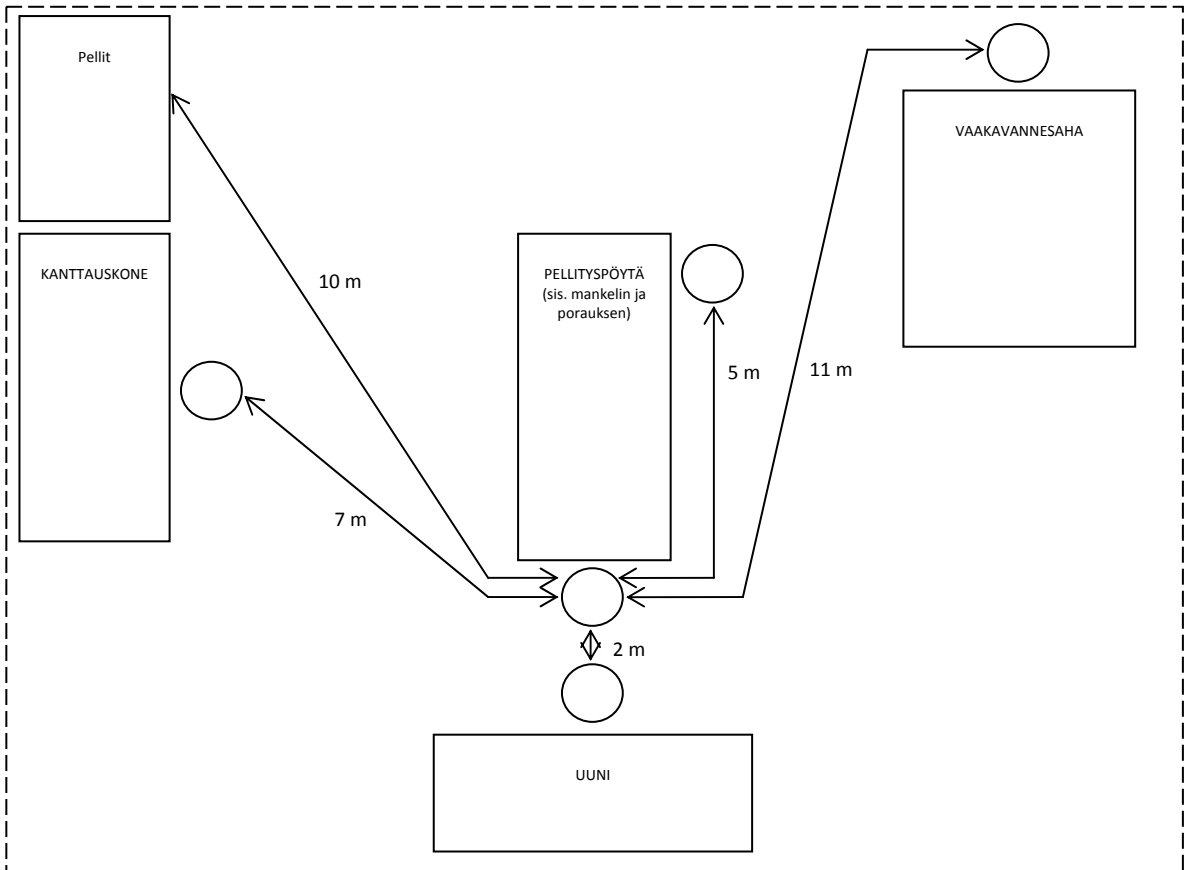 Pellit
VAAKAVANNESAHA
KANTTAUSKONE
PELLITYSPÖYTÄ
(sis. mankelin ja
porauksen)
10 m
5 m
11 m
7 m
2 m
UUNI